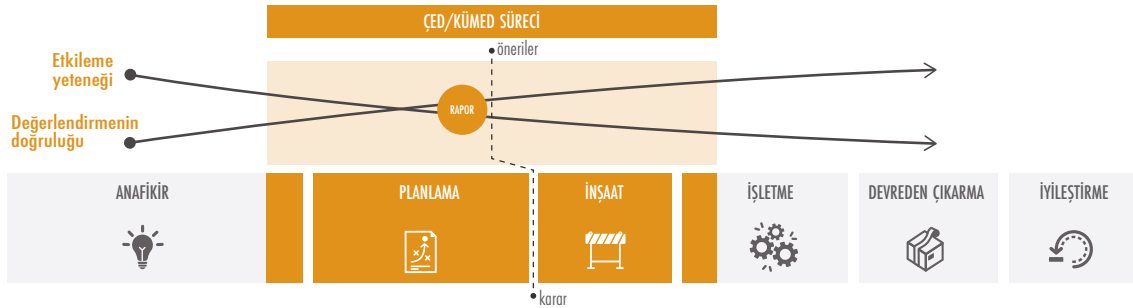 ÇED/KÜMED SÜRECİ
öneriler
Etkileme
yeteneği
RAPOR
Değerlendirmenin
doğruluğu
ANAFİKİR
PLANLAMA
İNŞAAT
İŞLETME
DEVREDEN ÇIKARMA
İYİLEŞTİRME
karar